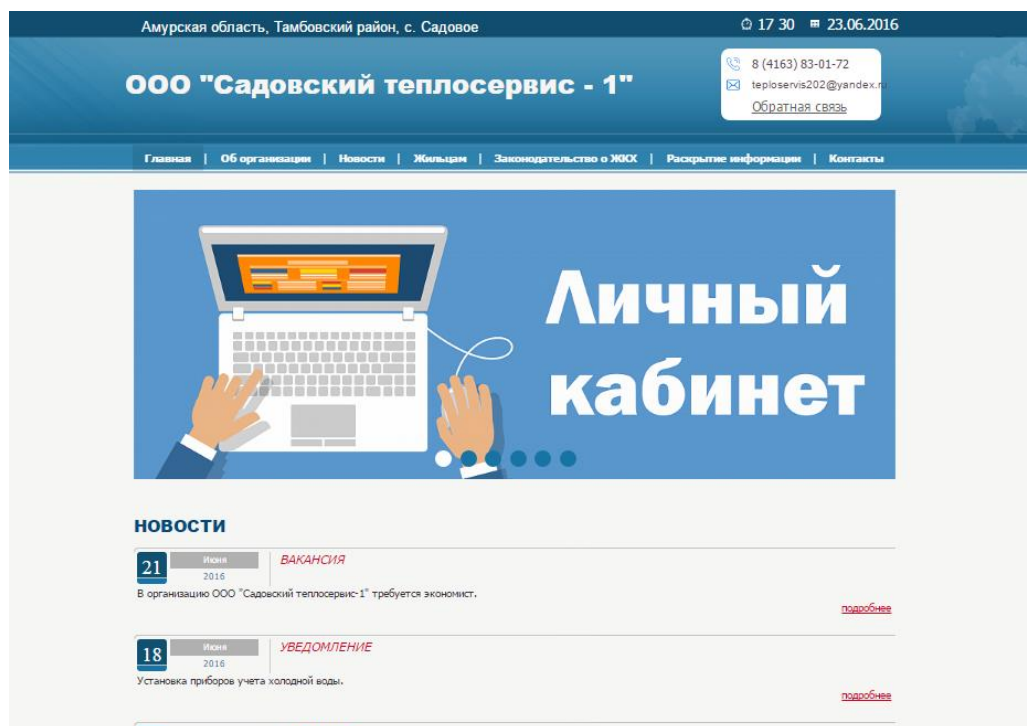 Амурская область, Тамбовский район, с. Садовое
17 30 23.06.2016
ООО "Садовский теплосервис - 1"
8 (4163) 83-01-72
teploservis202@yandex.ru
Обратная связь
Главная | Об организации | Новости | Жильцам | Законодательство о ЖКХ | Раскрытие информации | Контакты
Личный
кабинет
НОВОСТИ
21 Июня ВАКАНСИЯ
2016
В организацию ООО "Садовский теплосервис-1" требуется экономист.
подробнее
18 Июня УВЕДОМЛЕНИЕ
2016
Установка приборов учета холодной воды.
подробнее